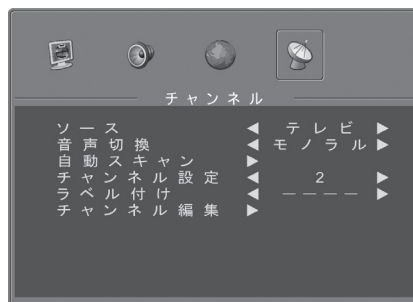 チャンネル
ソース ◀ テレビ ▶
音声切換 ◀ モノラル ▶
自動スキャン ▶
チャンネル設定 ◀ 2 ▶
ラベル付け ◀ ---- ▶
チャンネル編集 ▶